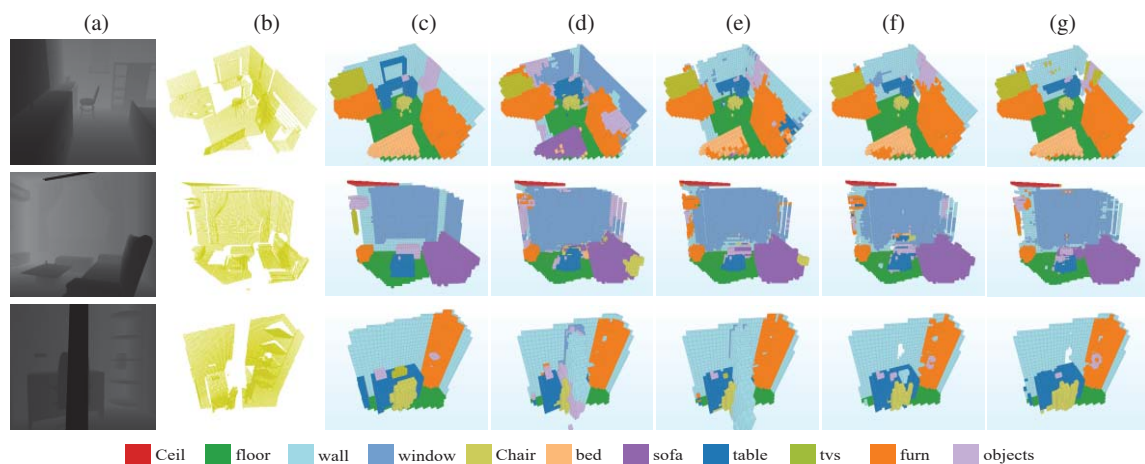 (a) (b) (c) (d) (e) (f) (g)
Ceil floor wall window Chair bed sofa table tvs furn objects